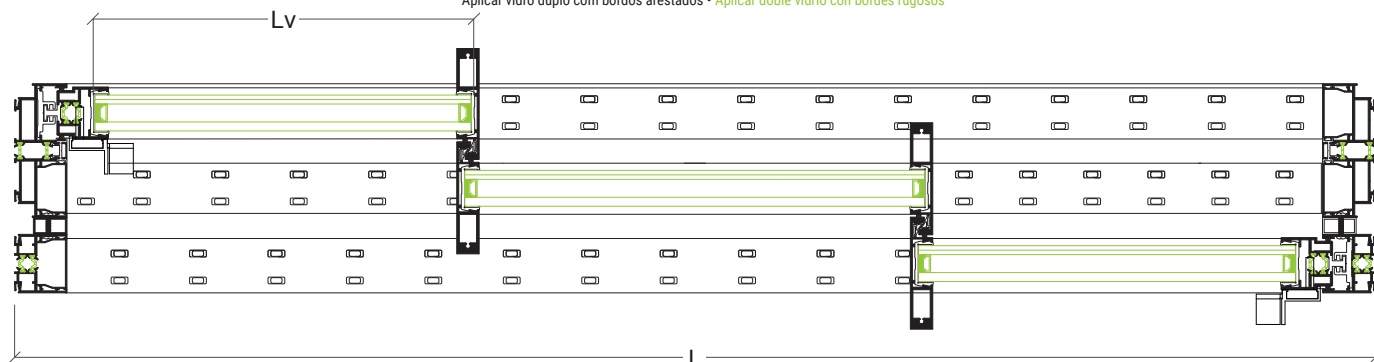 Aplicar vidro duplo com bordos arestados • Aplicar doble vidrio con bordes rugosos
Lv
L